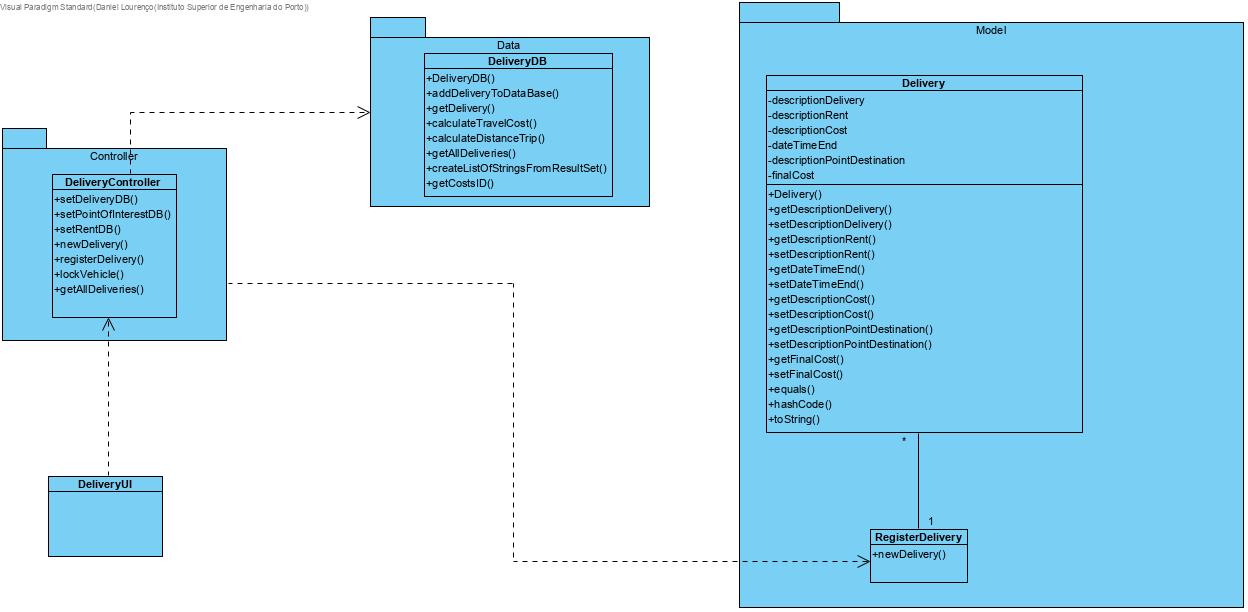 Visual Paradigm Standard(Daniel Lourenço(Instituto Superior de Engenharia do Porto))
Data
DeliveryDB
+DeliveryDB()
+addDeliveryToDataBase()
+getDelivery()
+calculateTravelCost()
+calculateDistanceTrip()
+getAllDeliveries()
+createListOfStringsFromResultSet()
+getCostsID()
Controller
DeliveryController
+setDeliveryDB()
+setPointOfInterestDB()
+setRentDB()
+newDelivery()
+registerDelivery()
+lockVehicle()
+getAllDeliveries()
DeliveryUI
Model
Delivery
-descriptionDelivery
-descriptionRent
-descriptionCost
-dateTimeEnd
-descriptionPointDestination
-finalCost
+Delivery()
+getDescriptionDelivery()
+setDescriptionDelivery()
+getDescriptionRent()
+setDescriptionRent()
+getDateTimeEnd()
+setDateTimeEnd()
+getDescriptionCost()
+setDescriptionCost()
+getDescriptionPointDestination()
+setDescriptionPointDestination()
+getFinalCost()
+setFinalCost()
+equals()
+hashCode()
+toString()
*
1
RegisterDelivery
+newDelivery()